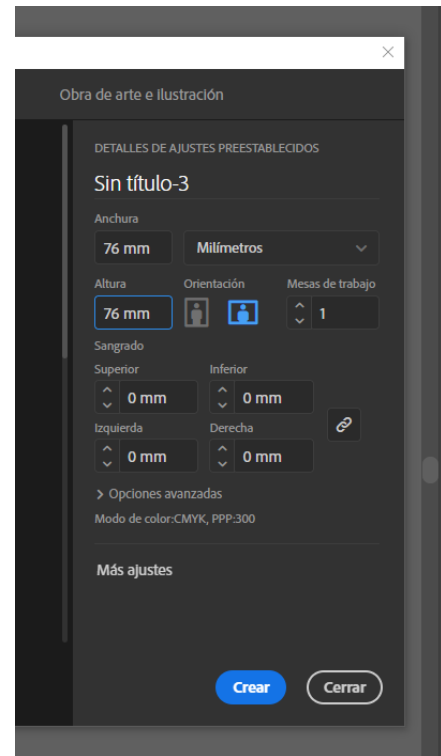 Obra de arte e ilustración
DETALLES DE AJUSTES PREESTABLECIDOS
Sin título-3
Anchura
76 mm Milímetros
Altura Orientación Mesas de trabajo
76 mm 1
Sangrado
Superior Inferior
0 mm 0 mm
Izquierda Derecha
0 mm 0 mm
Opciones avanzadas
Modo de color:CMYK, PPP:300
Más ajustes
Crear Cerrar